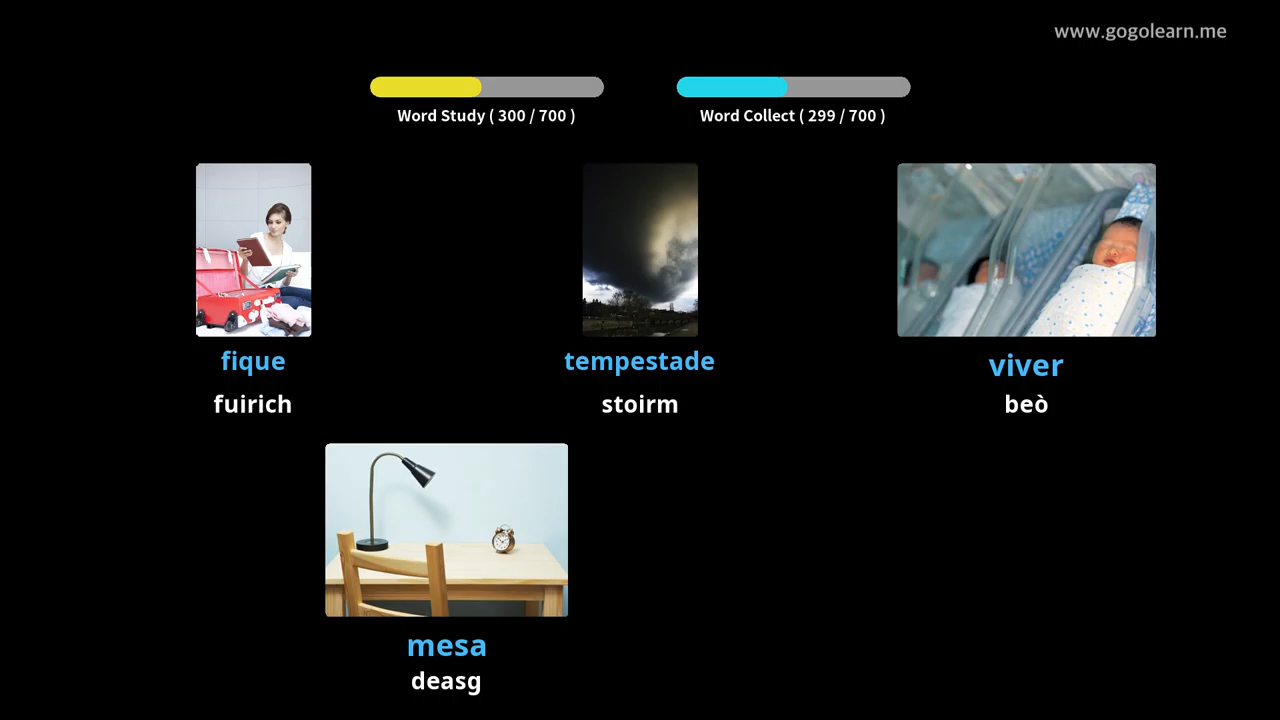 www.gogolearn.me
Word Study ( 300 / 700 )
Word Collect ( 299 / 700 )
fique
tempestade
viver
fuirich
stoirm
beò
mesa
deasg